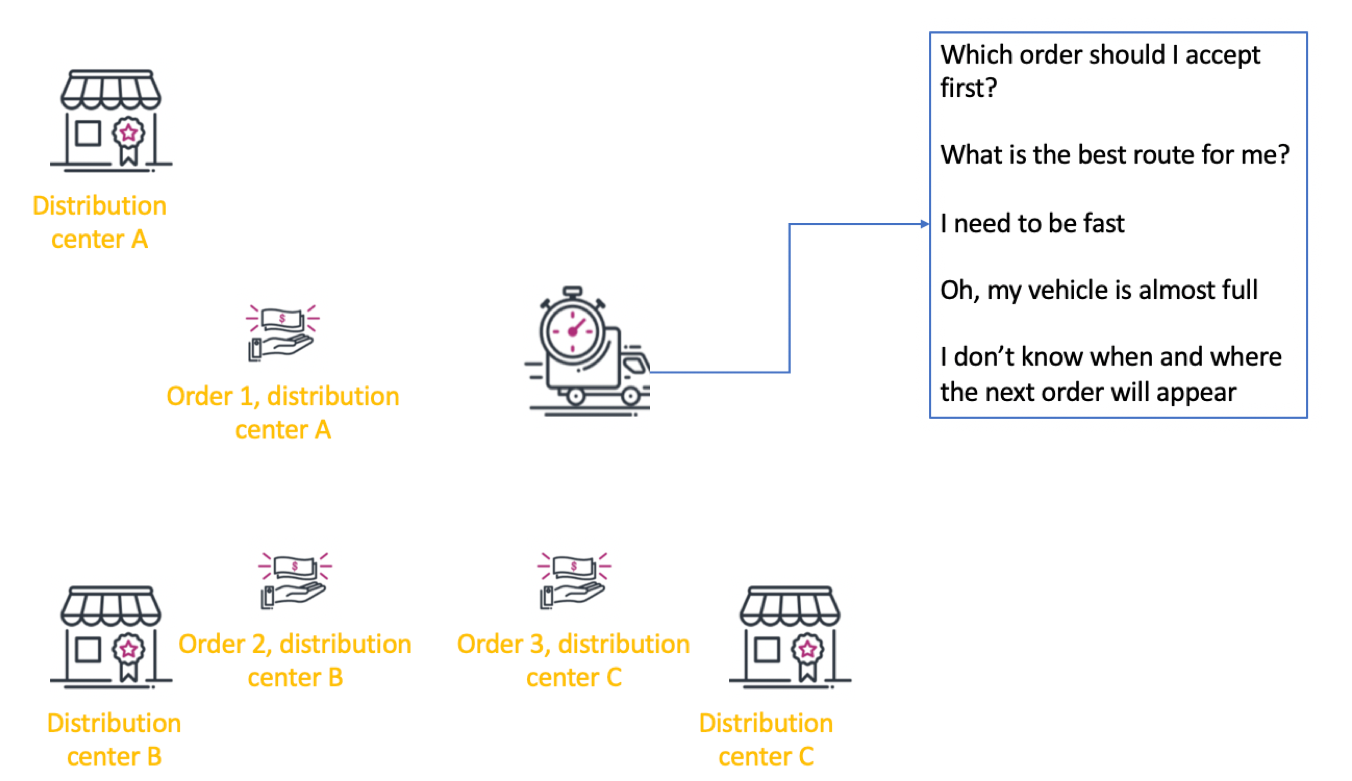 Which order should I accept
first?
What is the best route for me?
I need to be fast
Oh, my vehicle is almost full
I don’t know when and where
the next order will appear
Distribution
center A
$
Order 1, distribution
center A
$
Order 2, distribution
center B
$
Order 3, distribution
center C
Distribution
center B
Distribution
center C